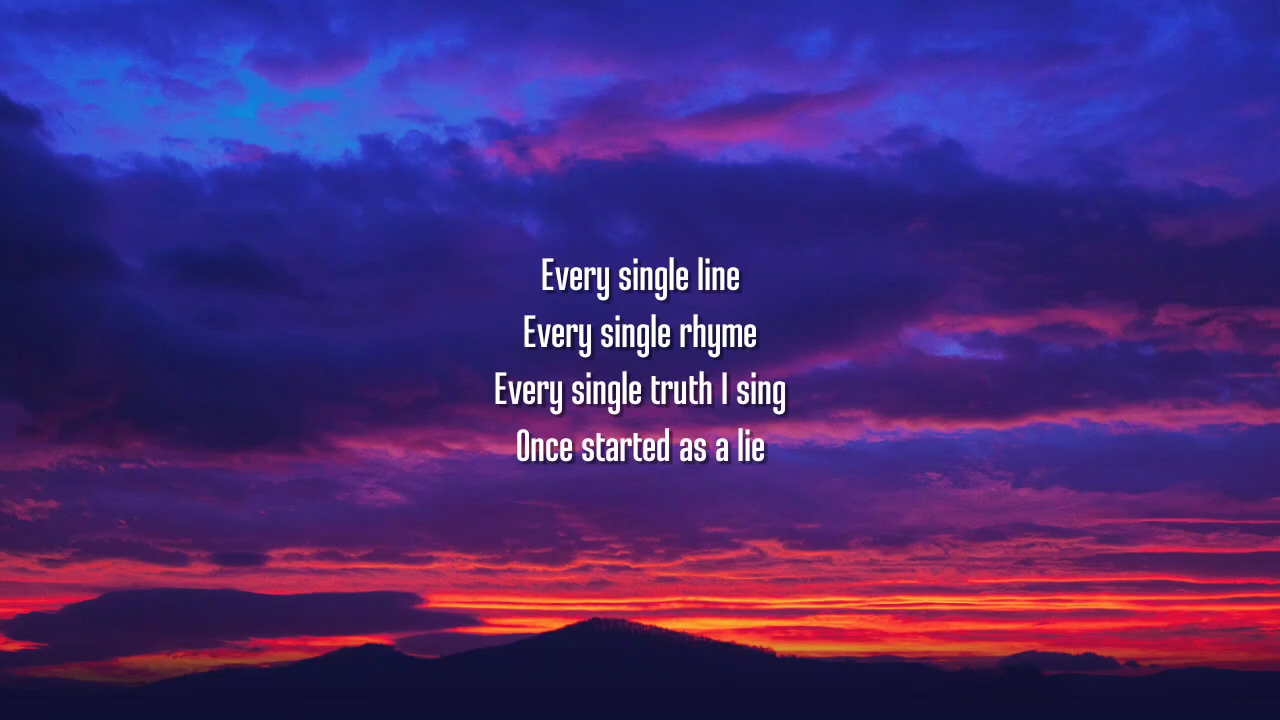 Every single line
Every single rhyme
Every single truth I sing
Once started as a lie